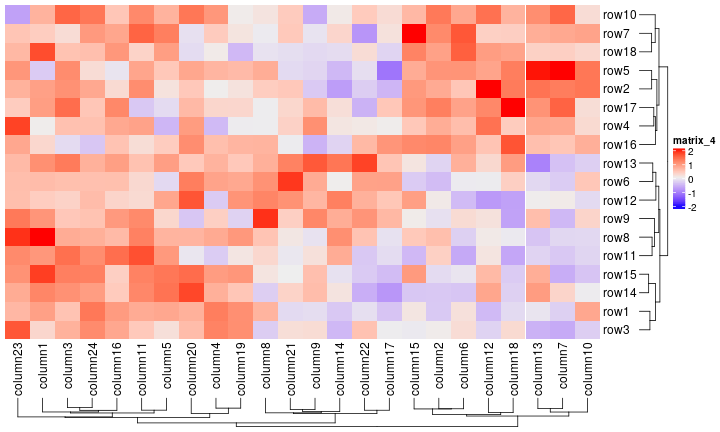 row10
row7
row18
row5
row2
row17
row4
row16
row13
row6
row12
row9
row8
row11
row15
row14
row1
row3
matrix_4
2
1
0
-1
-2
column23
column1
column3
column24
column16
column11
column5
column20
column4
column19
column8
column21
column9
column14
column22
column17
column15
column2
column6
column12
column18
column13
column7
column10